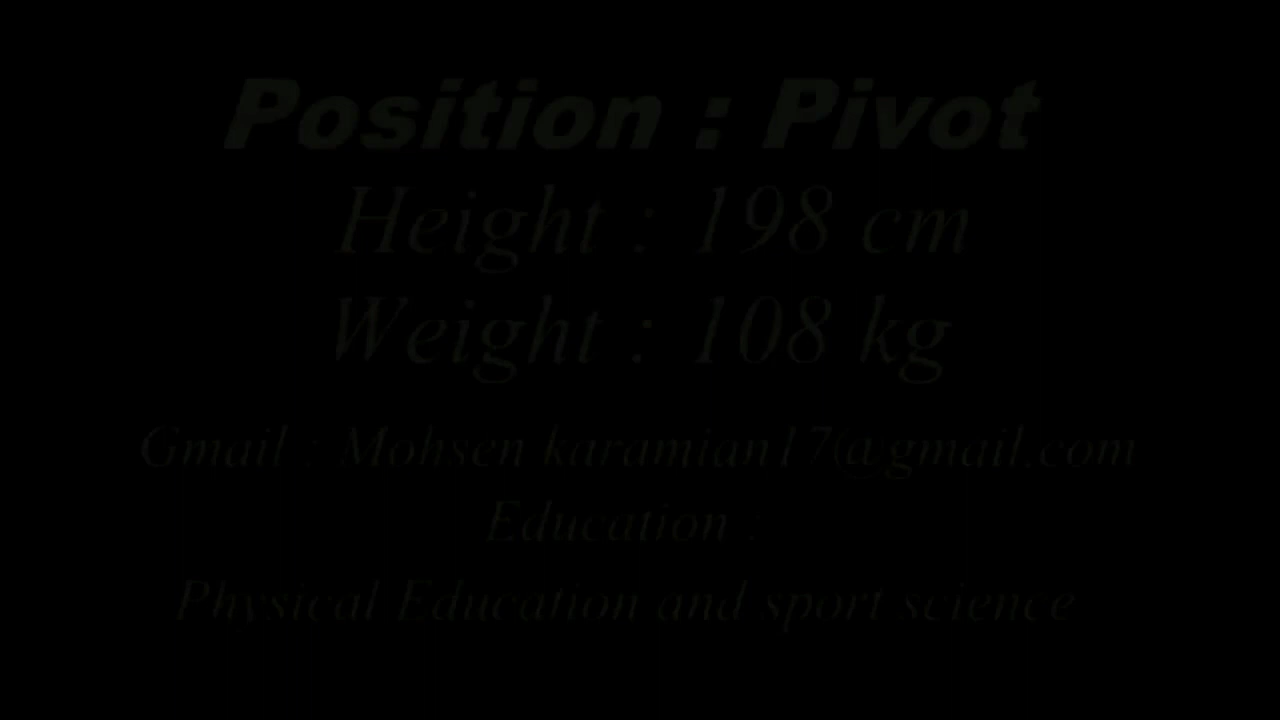 Position : Pivot
Height : 198 cm
Weight : 108 kg
Gmail : Mohsen karamian17@gmail.com
Education :
Physical Education and sport science